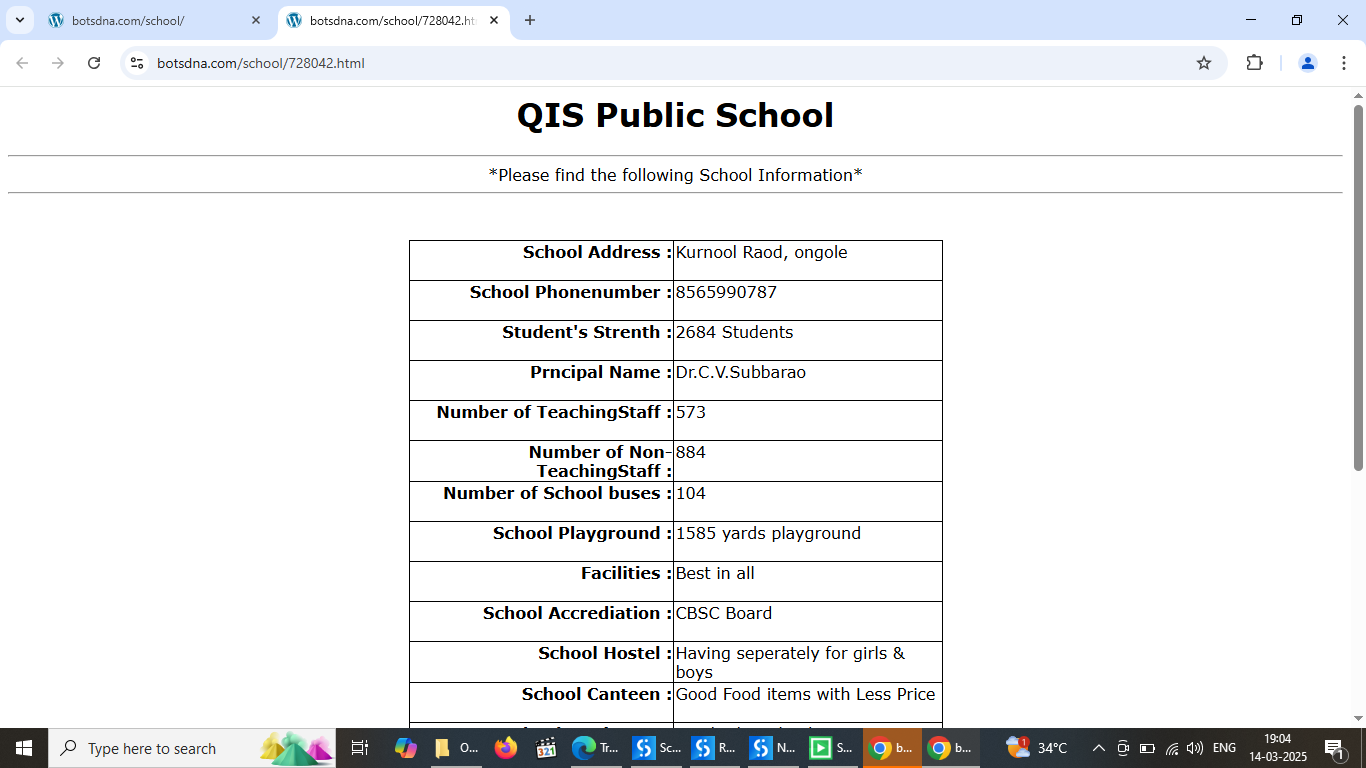 botsdna.com/school/
botsdna.com/school/728042.ht
botsdna.com/school/728042.html
QIS Public School
*Please find the following School Information*
School Address : Kurnool Raod, ongole
School Phonenumber : 8565990787
Student's Strenth : 2684 Students
Prncipal Name : Dr.C.V.Subbarao
Number of TeachingStaff : 573
Number of Non- 884
TeachingStaff :
Number of School buses : 104
School Playground : 1585 yards playground
Facilities : Best in all
School Accrediation : CBSC Board
School Hostel : Having seperately for girls &
boys
School Canteen : Good Food items with Less Price
Type here to search
O...
321
Tr...
Sc...
R...
N...
S...
b...
b...
1
34°C
ENG
19:04
14-03-2025
1